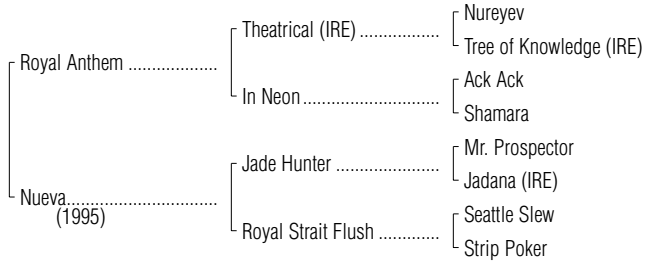 Nureyev
Theatrical (IRE) .................
Tree of Knowledge (IRE)
Royal Anthem ...................
Ack Ack
In Neon .............................
Shamara
Mr. Prospector
Jade Hunter ......................
Jadana (IRE)
Nueva................................
(1995)
Seattle Slew
Royal Strait Flush .............
Strip Poker